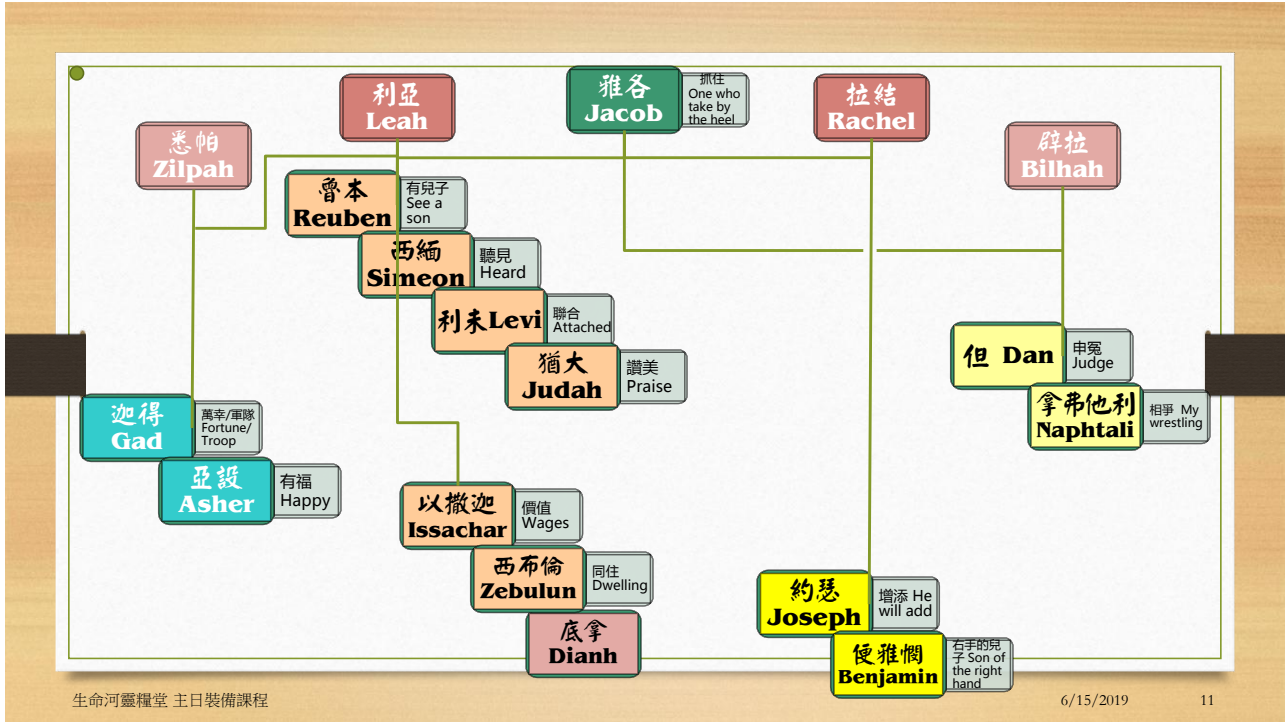 雅各
Jacob
抓住
One who
take by
the heel
利亞
Leah
拉結
Rachel
悉帕
Zilpah
辟拉
Bilhah
魯本
Reuben
有兒子
See a
son
西緬
Simeon
聽見
Heard
利未Levi
聯合
Attached
猶大
Judah
讚美
Praise
但 Dan
申冤
Judge
拿弗他利
Naphtali
相爭 My
wrestling
迦得
Gad
萬幸/軍隊
Fortune/
Troop
亞設
Asher
有福
Happy
以撒迦
Issachar
價值
Wages
西布倫
Zebulun
同住
Dwelling
底拿
Dianh
約瑟
Joseph
增添 He
will add
便雅憫
Benjamin
右手的兒
子 Son of
the right
hand
生命河靈糧堂 主日裝備課程
6/15/2019
11